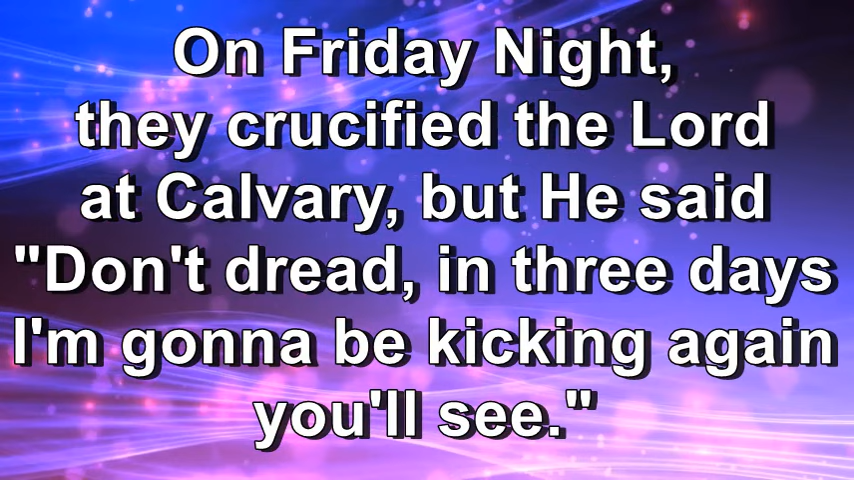 On Friday Night,
they crucified the Lord
at Calvary, but He said
"Don't dread, in three days
I'm gonna be kicking again
you'll see."